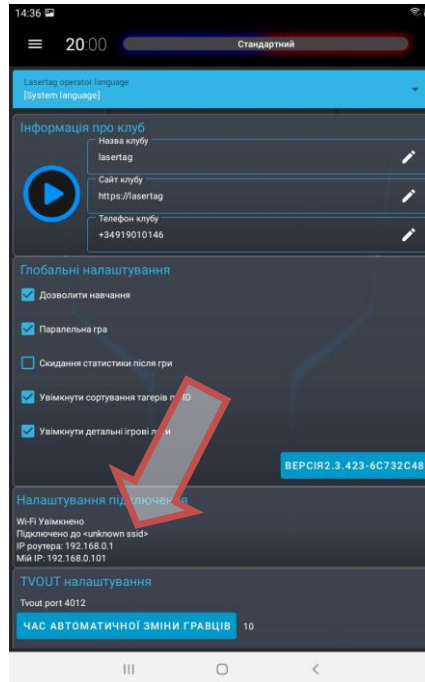 14:36
20:00
Стандартний
Lasertag operator language
[System language]
Інформація про клуб
Назва клубу
lasertag
Сайт клубу
https://lasertag
Телефон клубу
+34919010146
Глобальні налаштування
Дозволити навчання
Паралельна гра
Скидання статистики після гри
Увімкнути сортування тагерів ID
Увімкнути детальні ігрові
ВЕРСІЯ2.3.423-6C732C48
Налаштування підключення
Wi-Fi Увімкнено
Підключено до <unknown ssid>
IP роутера: 192.168.0.1
Мій IP: 192.168.0.101
TVOUT налаштування
Tvout port 4012
ЧАС АВТОМАТИЧНОЇ ЗМІНИ ГРАВЦІВ 10